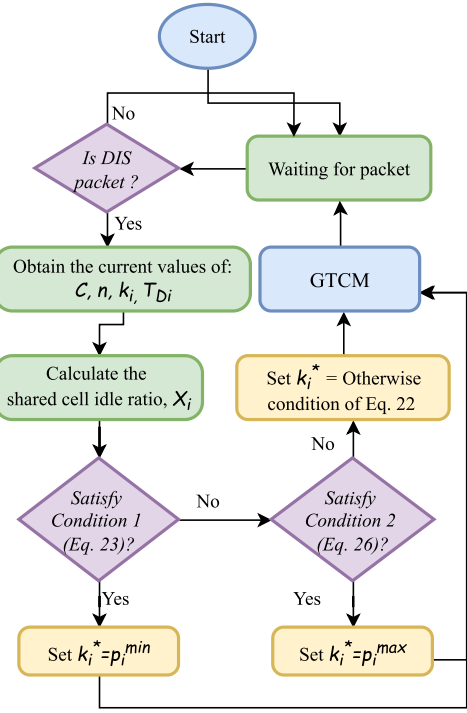 Start
No
Is DIS
packet ?
Waiting for packet
Yes
Obtain the current values of:
C, n, k_i, T_Di
GTCM
Calculate the
shared cell idle ratio, X_i
Set k_i^* = Otherwise
condition of Eq. 22
No
Satisfy
Condition 1
(Eq. 23)?
No
Satisfy
Condition 2
(Eq. 26)?
Yes
Yes
Set k_i^*=p_i^min
Set k_i^*=p_i^max